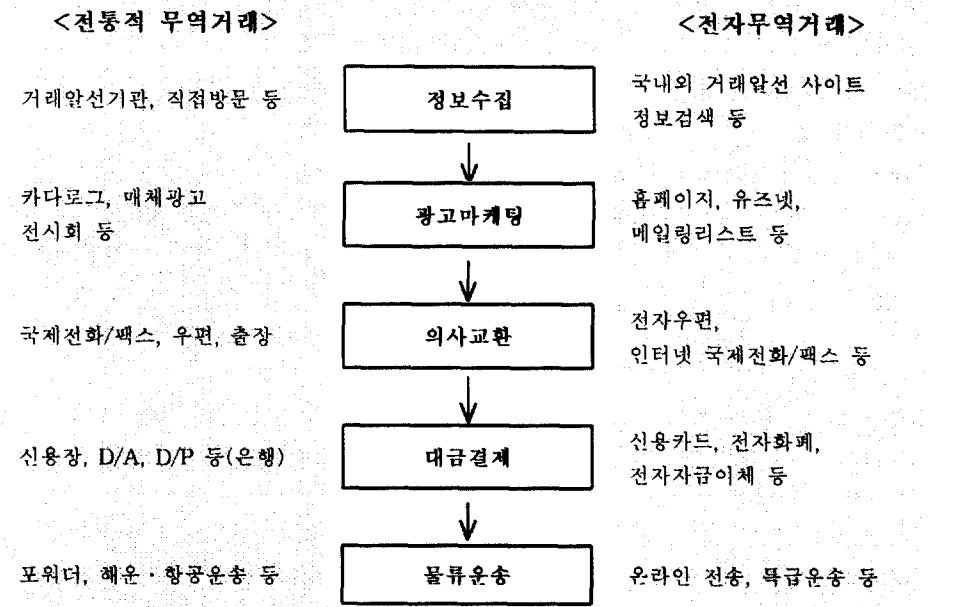 <전통적 무역거래>
<전자무역거래>
거래알선기관, 직접방문 등
정보수집
국내외 거래알선 사이트
정보검색 등
카다로그, 매체광고
전시회 등
광고마케팅
홈페이지, 유즈넷,
메일링리스트 등
국제전화/팩스, 우편, 출장
의사교환
전자우편,
인터넷 국제전화/팩스 등
신용장, D/A, D/P 등(은행)
대금결제
신용카드, 전자화폐,
전자자금이체 등
포워더, 해운·항공운송 등
물류운송
온라인 전송, 특급운송 등